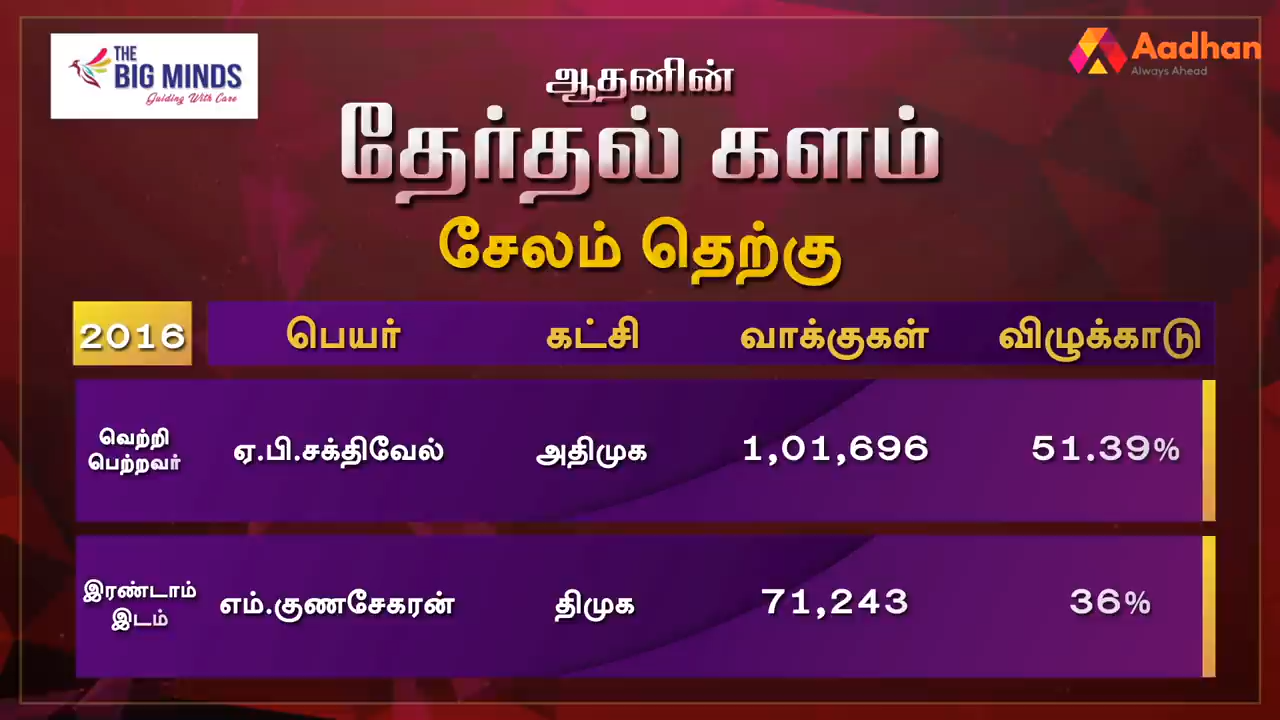 THE
BIG MINDS
Guiding With Care
Aadhan
Always Ahead
ஆதனின்
தேர்தல் களம்
சேலம் தெற்கு
2016 பெயர் கட்சி வாக்குகள் விழுக்காடு
வெற்றி
பெற்றவர் ஏ.பி.சக்திவேல் அதிமுக 1,01,696 51.39%
இரண்டாம்
இடம் எம்.குணசேகரன் திமுக 71,243 36%